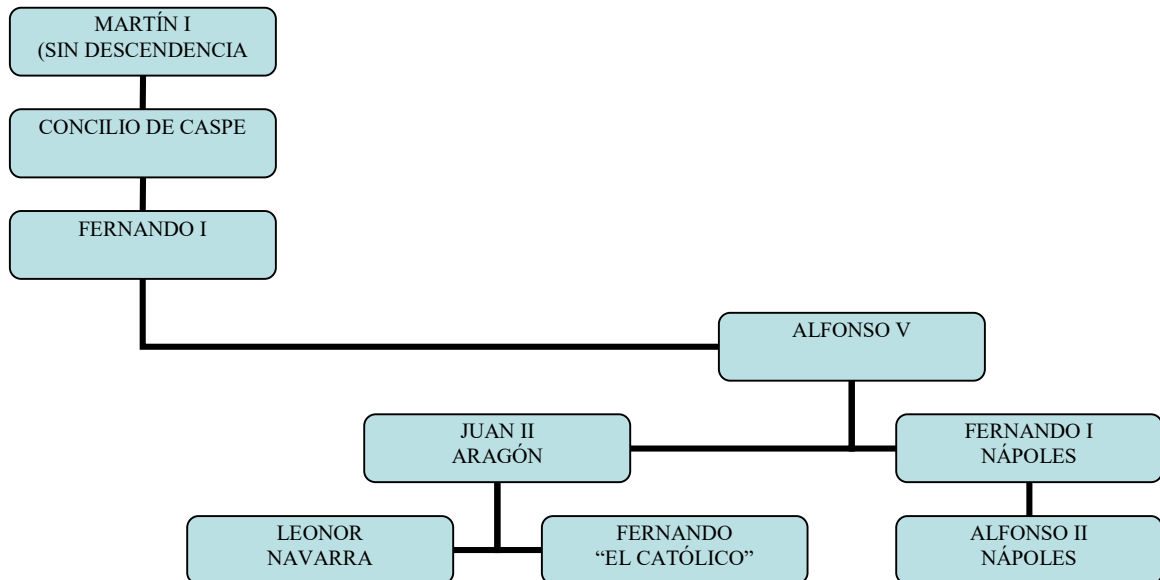 MARTÍN I
(SIN DESCENDENCIA
CONCILIO DE CASPE
FERNANDO I
ALFONSO V
JUAN II
ARAGÓN
FERNANDO I
NÁPOLES
LEONOR
NAVARRA
FERNANDO
“EL CATÓLICO”
ALFONSO II
NÁPOLES